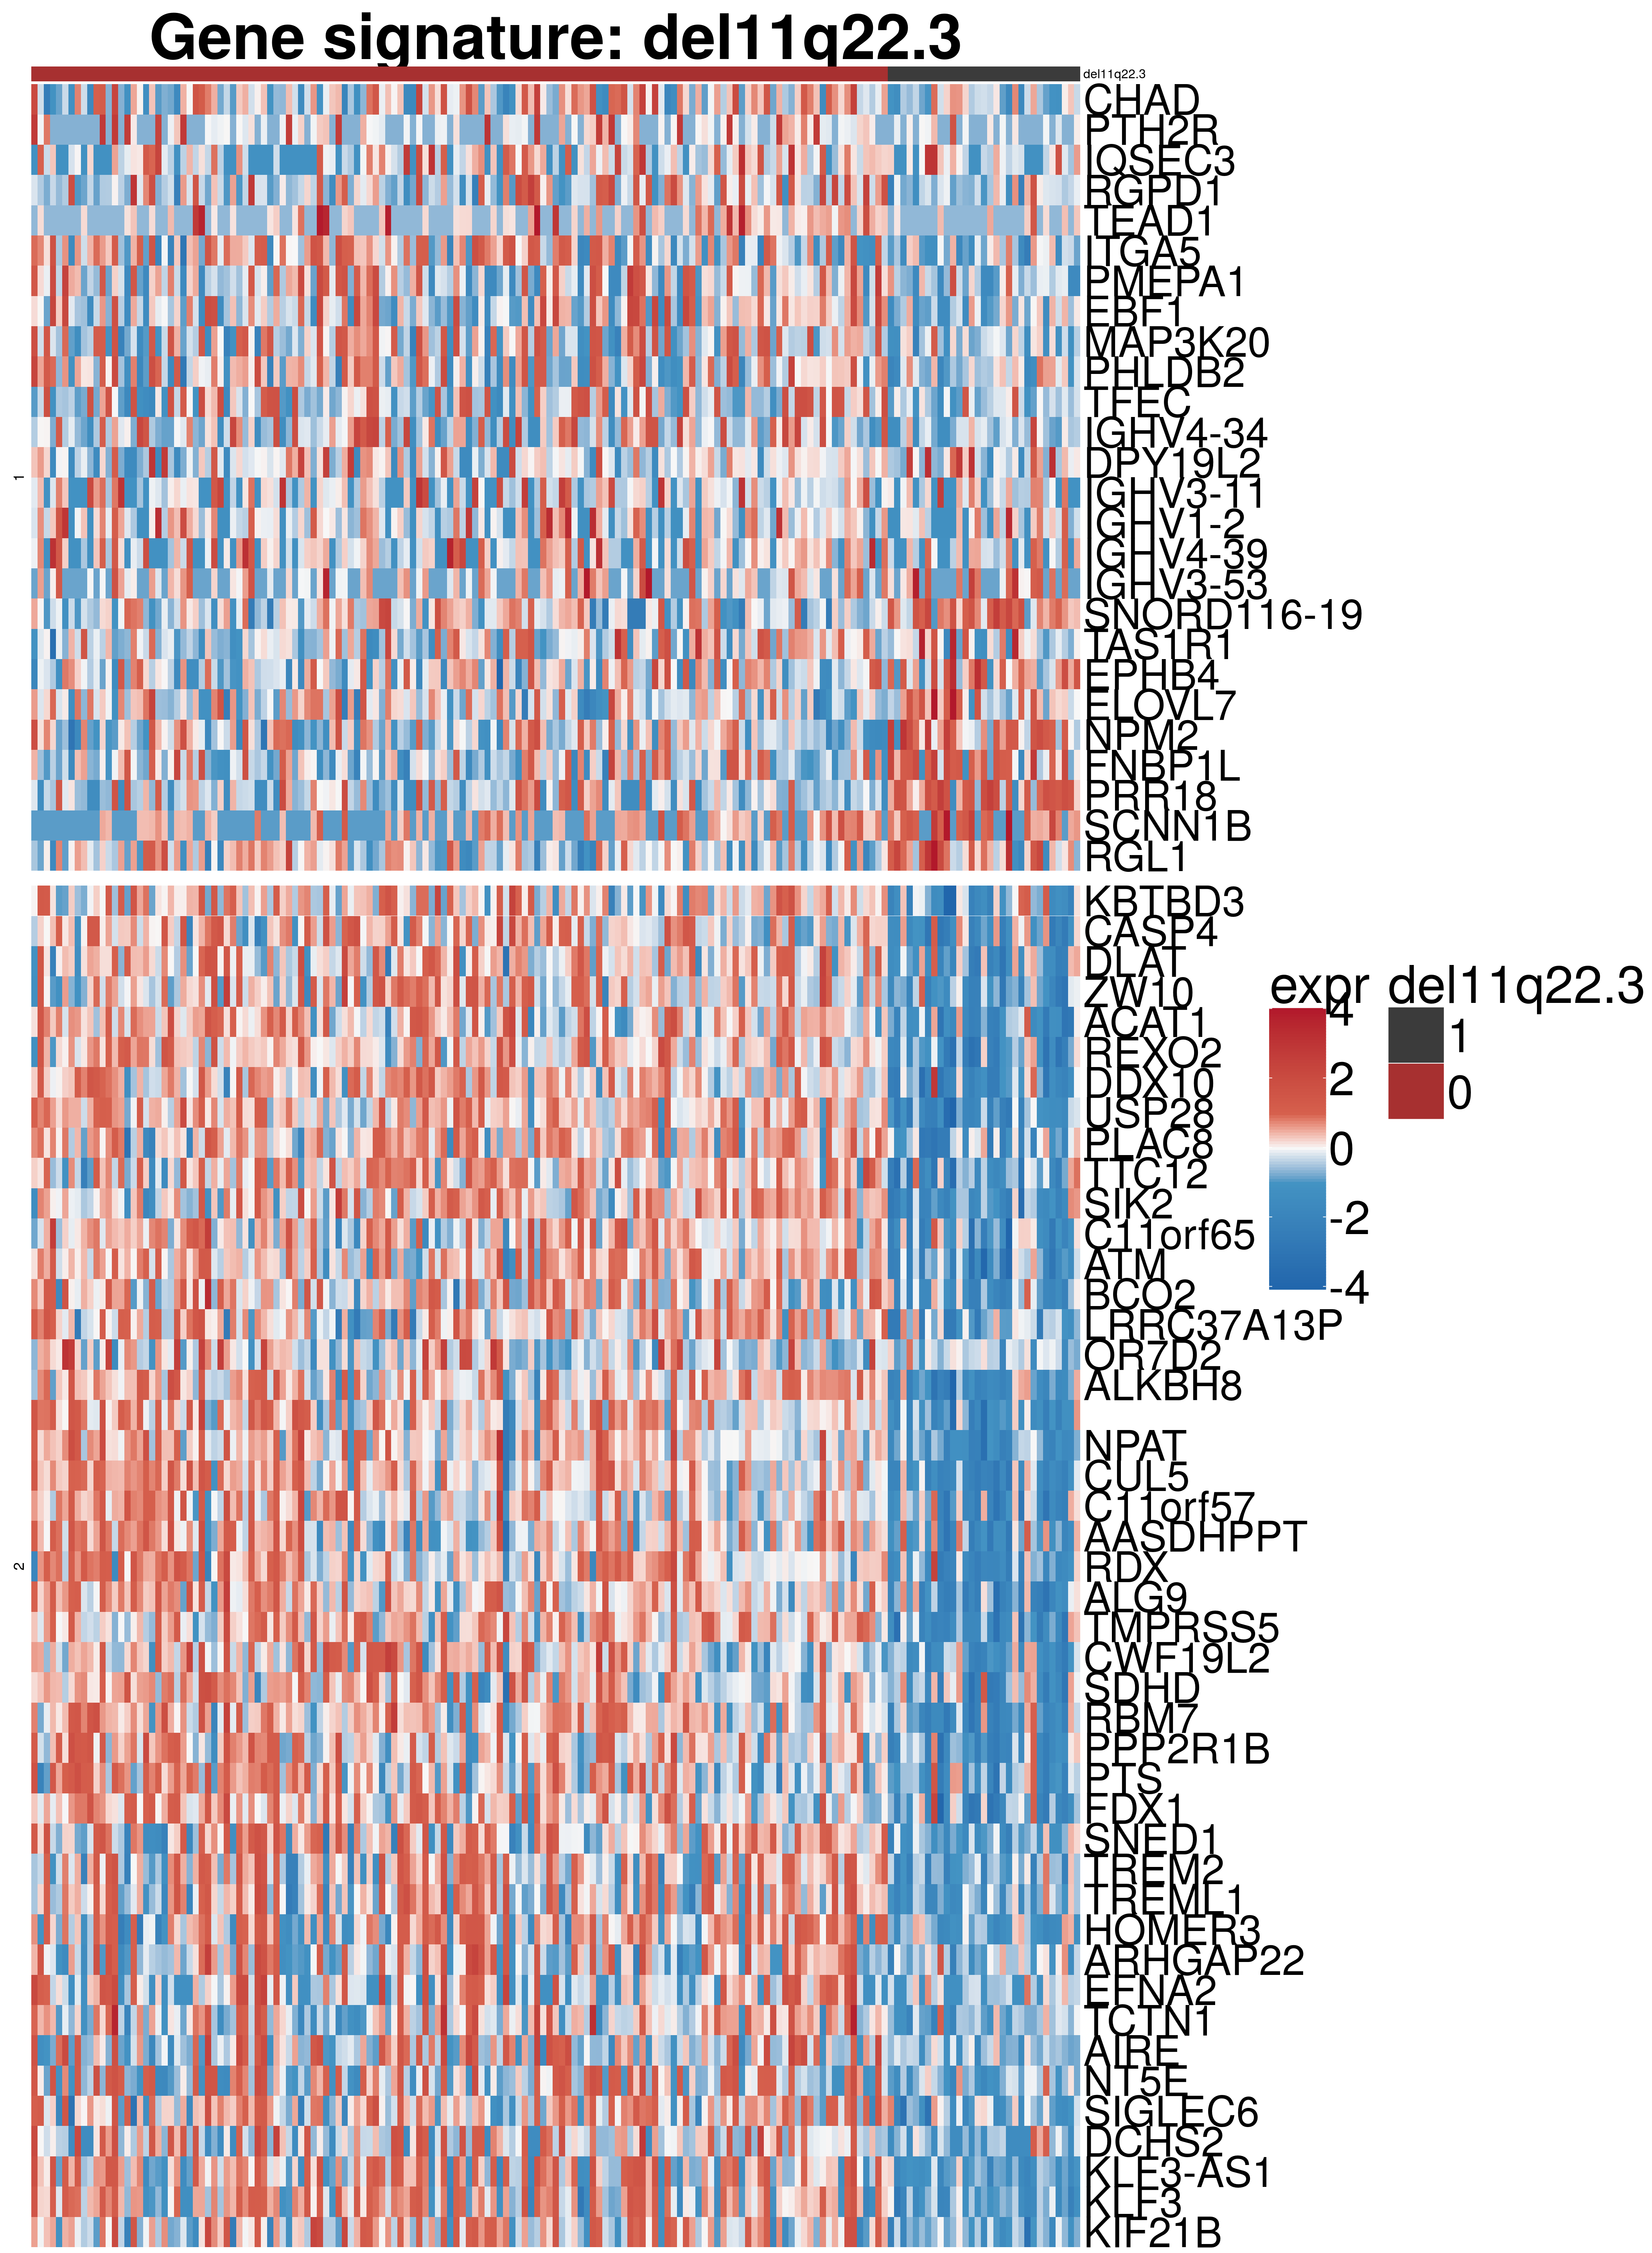 Gene signature: del11q22.3
del11q22.3
CHAD
PTH2R
IQSEC3
RGPD1
TEAD1
ITGA5
PMEPA1
EBF1
MAP3K20
PHLDB2
TFEC
IGHV4-34
DPY19L2
IGHV3-11
IGHV1-2
IGHV4-39
IGHV3-53
SNORD116-19
TAS1R1
EPHB4
ELOVL7
NPM2
FNBP1L
PRR18
SCNN1B
RGL1
1
KBTBD3
CASP4
DLAT
ZW10
ACAT1
REXO2
DDX10
USP28
PLAC8
TTC12
SIK2
C11orf65
ATM
BCO2
LRRC37A13P
OR7D2
ALKBH8
NPAT
CUL5
C11orf57
AASDHPPT
RDX
ALG9
TMPRSS5
CWF19L2
SDHD
RBM7
PPP2R1B
PTS
FDX1
SNED1
TREM2
TREML1
HOMER3
ARHGAP22
EFNA2
TCTN1
AIRE
NT5E
SIGLEC6
DCHS2
KLF3-AS1
KLF3
KIF21B
2
expr
4
2
0
-2
-4
del11q22.3
1
0